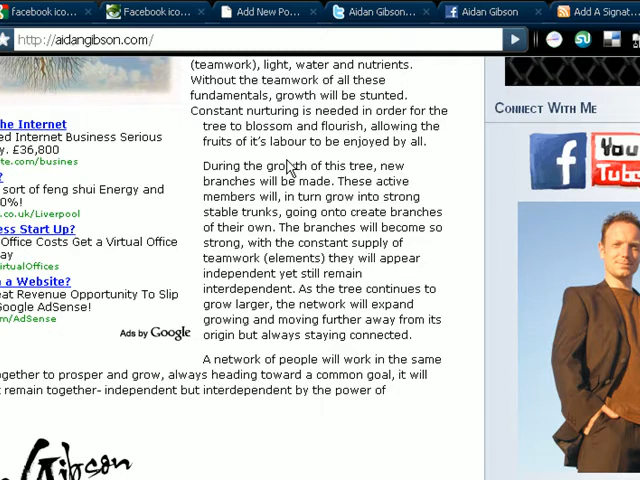 facebook ico...
Facebook ico...
Add New Po...
Aidan Gibson...
Aidan Gibson
Add A Signat...
http://aidangibson.com/
(teamwork), light, water and nutrients.
Without the teamwork of all these
fundamentals, growth will be stunted.
Constant nurturing is needed in order for the
tree to blossom and flourish, allowing the
fruits of it's labour to be enjoyed by all.
During the growth of this tree, new
branches will be made. These active
members will, in turn grow into strong
stable trunks, going onto create branches
of their own. The branches will become so
strong, with the constant supply of
teamwork (elements) they will appear
independent yet still remain
interdependent. As the tree continues to
grow larger, the network will expand
growing and moving further away from its
origin but always staying connected.
A network of people will work in the same
ogether to prosper and grow, always heading toward a common goal, it will
t remain together- independent but interdependent by the power of
he Internet
ed Internet Business Serious
y. £36,800
te.com/busines
?
sort of feng shui Energy and
0%!
.co.uk/Liverpool
ess Start Up?
Office Costs Get a Virtual Office
ay
irtualOffices
n a Website?
eat Revenue Opportunity To Slip
Google AdSense!
m/AdSense
Ads by Google
Gibson
Connect With Me
f
You
Tube